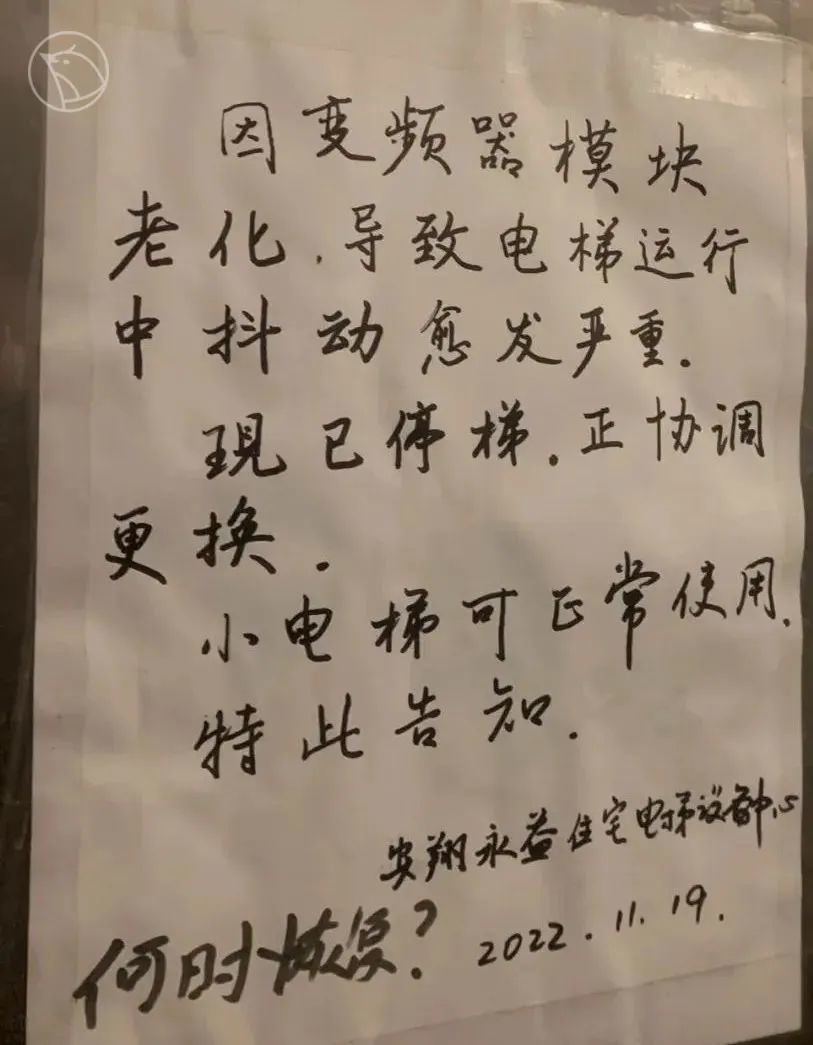 因变频器模块
老化.导致电梯运行
中抖动愈发严重.
现已停梯.正协调
更换.
小电梯可正常使用.
特此告知.
安翔永益住宅电梯设备中心
何时恢复?
2022.11.19.